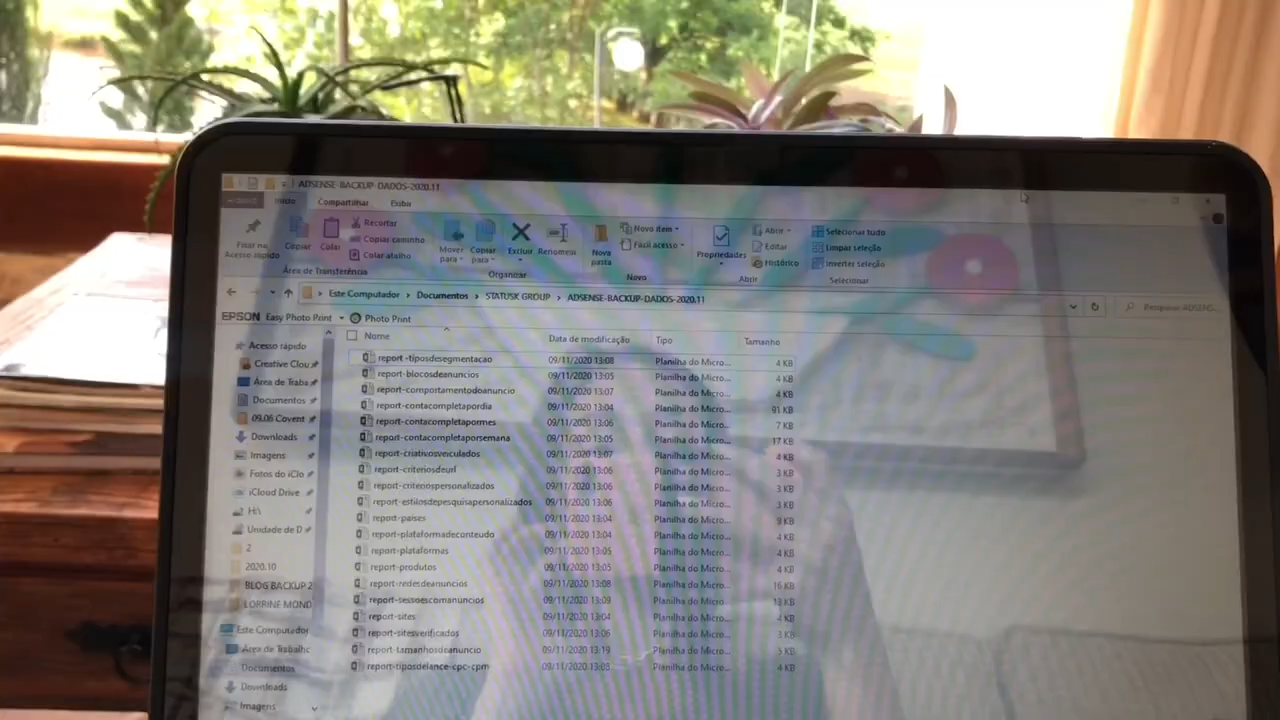 ADSENSE-BACKUP-DADOS-2020.11
Início Compartilhar Exibir
Fixar no Acesso rápido
Copiar
Colar
Recortar
Copiar caminho
Colar atalho
Área de Transferência
Mover para
Copiar para
Excluir
Renomear
Organizar
Nova pasta
Novo item
Fácil acesso
Novo
Propriedades
Abrir
Editar
Histórico
Abrir
Selecionar tudo
Limpar seleção
Inverter seleção
Selecionar
Este Computador > Documentos > STATUSK GROUP > ADSENSE-BACKUP-DADOS-2020.11
Pesquisar ADSENS...
EPSON Easy Photo Print Photo Print
Acesso rápido
Creative Clou
Área de Traba
Documentos
09.06 Covent
Downloads
Imagens
Fotos do iClo
iCloud Drive
H:\
Unidade de D
2
2020.10
BLOG BACKUP 2
LORRINE MOND
Este Computador
Área de Trabalho
Documentos
Downloads
Imagens
Nome Data de modificação Tipo Tamanho
report -tiposdesegmentacao 09/11/2020 13:08 Planilha do Micro... 4 KB
report-blocosdeanuncios 09/11/2020 13:05 Planilha do Micro... 4 KB
report-comportamentodoanuncio 09/11/2020 13:07 Planilha do Micro... 4 KB
report-contacompletapordia 09/11/2020 13:04 Planilha do Micro... 91 KB
report-contacompletapormes 09/11/2020 13:06 Planilha do Micro... 7 KB
report-contacompletaporsemana 09/11/2020 13:05 Planilha do Micro... 17 KB
report-criativosveiculados 09/11/2020 13:07 Planilha do Micro... 4 KB
report-criteriosdeurl 09/11/2020 13:06 Planilha do Micro... 3 KB
report-criteriospersonalizados 09/11/2020 13:06 Planilha do Micro... 3 KB
report-estilosdepesquisapersonalizados 09/11/2020 13:06 Planilha do Micro... 3 KB
report-paises 09/11/2020 13:04 Planilha do Micro... 9 KB
report-plataformadeconteudo 09/11/2020 13:04 Planilha do Micro... 4 KB
report-plataformas 09/11/2020 13:05 Planilha do Micro... 4 KB
report-produtos 09/11/2020 13:05 Planilha do Micro... 4 KB
report-redesdeanuncios 09/11/2020 13:08 Planilha do Micro... 16 KB
report-sessoescomanuncios 09/11/2020 13:09 Planilha do Micro... 13 KB
report-sites 09/11/2020 13:04 Planilha do Micro... 4 KB
report-sitesverificados 09/11/2020 13:06 Planilha do Micro... 3 KB
report-tamanhosdeanuncio 09/11/2020 13:19 Planilha do Micro... 5 KB
report-tiposdelance-cpc-cpm 09/11/2020 13:08 Planilha do Micro... 4 KB